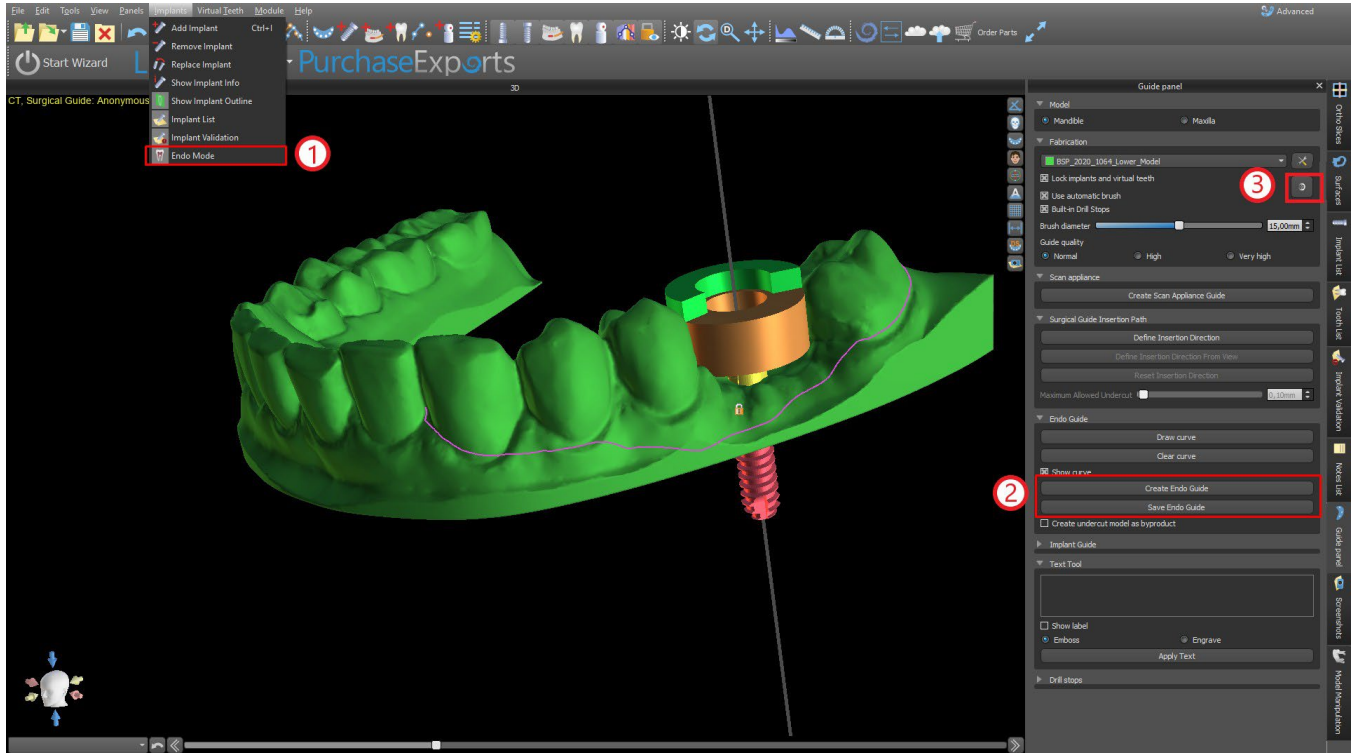 File Edit Tools View Panels Implants Virtual Teeth Module Help
Advanced
Add Implant Ctrl+I
Remove Implant
Replace Implant
Show Implant Info
Show Implant Outline
Implant List
Implant Validation
Endo Mode
1
Order Parts
Start Wizard
L
Purchase Exports
3D
CT, Surgical Guide: Anonymous
A
Guide panel
Model
Mandible Maxilla
Fabrication
BSP_2020_1064_Lower_Model
Lock implants and virtual teeth
3
Use automatic brush
Built-in Drill Stops
Brush diameter 15,00mm
Guide quality
Normal High Very high
Scan appliance
Create Scan Appliance Guide
Surgical Guide Insertion Path
Define Insertion Direction
Define Insertion Direction From View
Reset Insertion Direction
Maximum Allowed Undercut 0,10mm
Endo Guide
Draw curve
Clear curve
Show curve
2
Create Endo Guide
Save Endo Guide
Create undercut model as byproduct
Implant Guide
Text Tool
Show label
Emboss Engrave
Apply Text
Drill stops
Ortho Slices
Surfaces
Implant List
Tooth List
Implant Validation
Notes List
Guide panel
Screenshots
Model Manipulation